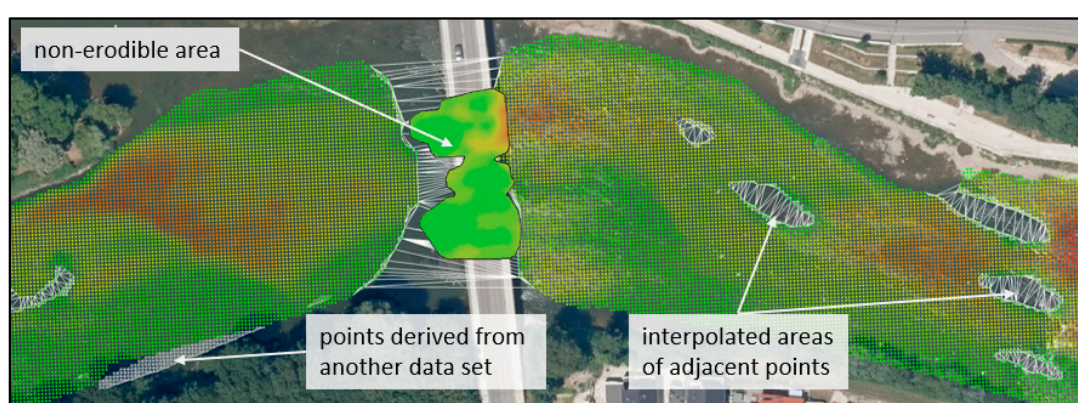 non-erodible area
points derived from
another data set
interpolated areas
of adjacent points